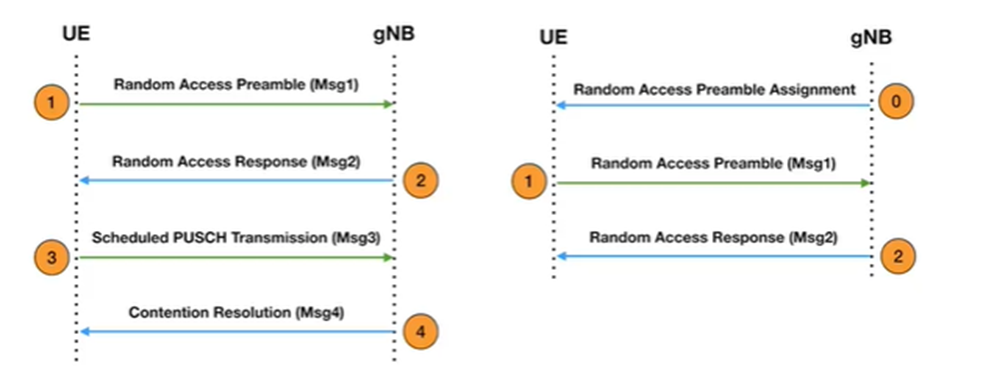 UE
gNB
Random Access Preamble (Msg1)
1
Random Access Response (Msg2)
2
Scheduled PUSCH Transmission (Msg3)
3
Contention Resolution (Msg4)
4
UE
gNB
Random Access Preamble Assignment
0
Random Access Preamble (Msg1)
1
Random Access Response (Msg2)
2